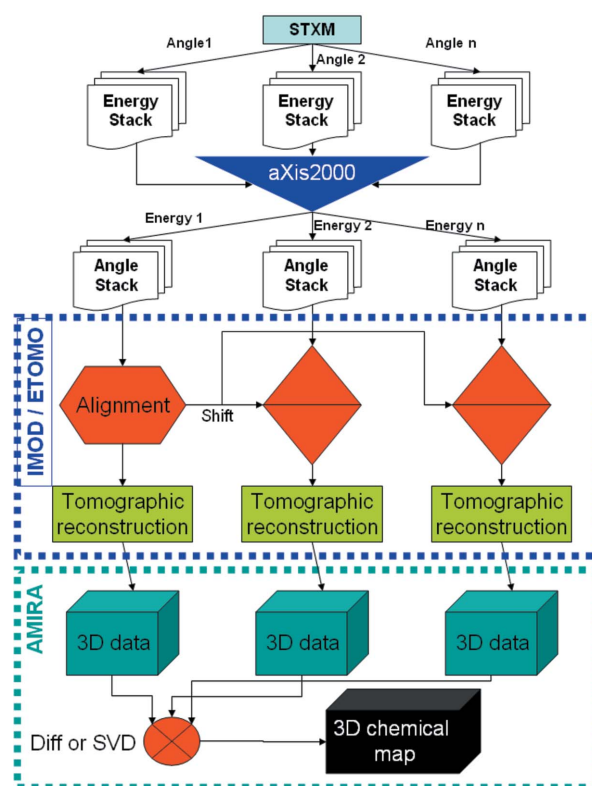 STXM
Angle1
Angle 2
Angle n
Energy
Stack
Energy
Stack
Energy
Stack
aXis2000
Energy 1
Energy 2
Energy n
Angle
Stack
Angle
Stack
Angle
Stack
IMOD / ETOMO
Alignment
Shift
Tomographic
reconstruction
Tomographic
reconstruction
Tomographic
reconstruction
AMIRA
3D data
3D data
3D data
Diff or SVD
3D chemical
map